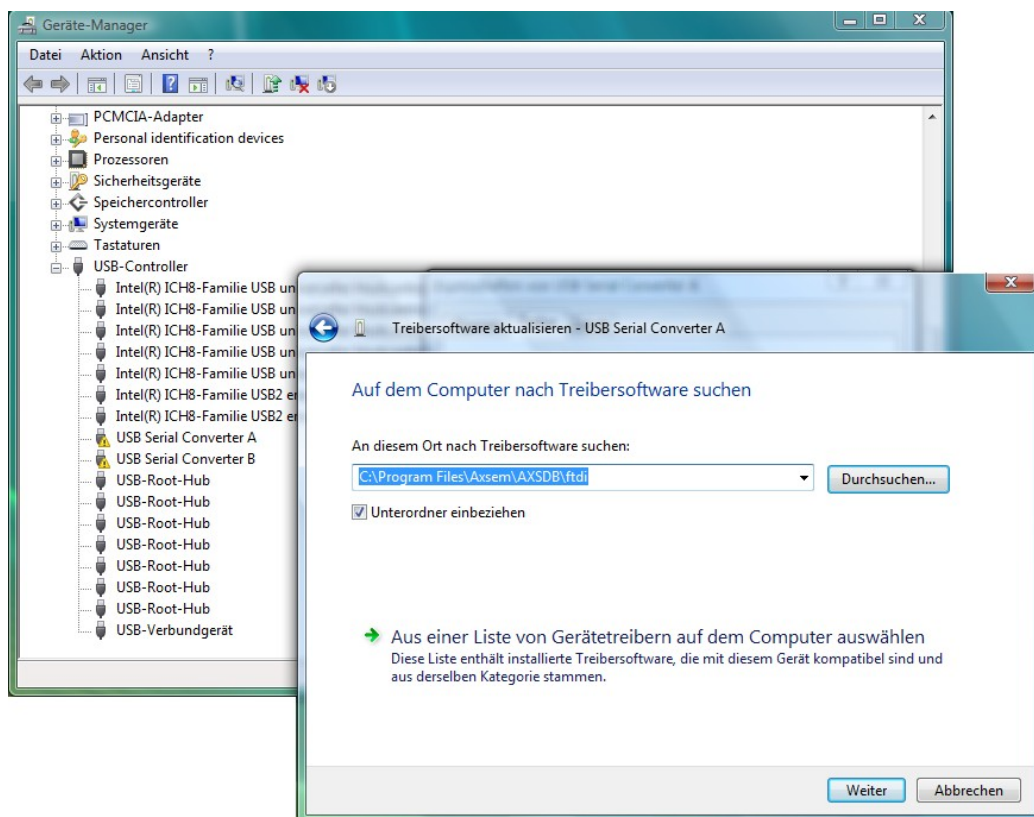 Geräte-Manager
Datei Aktion Ansicht ?
PCMCIA-Adapter
Personal identification devices
Prozessoren
Sicherheitsgeräte
Speichercontroller
Systemgeräte
Tastaturen
USB-Controller
Intel(R) ICH8-Familie USB un
Intel(R) ICH8-Familie USB un
Intel(R) ICH8-Familie USB un
Intel(R) ICH8-Familie USB un
Intel(R) ICH8-Familie USB un
Intel(R) ICH8-Familie USB2 er
Intel(R) ICH8-Familie USB2 er
USB Serial Converter A
USB Serial Converter B
USB-Root-Hub
USB-Root-Hub
USB-Root-Hub
USB-Root-Hub
USB-Root-Hub
USB-Root-Hub
USB-Root-Hub
USB-Verbundgerät
Treibersoftware aktualisieren - USB Serial Converter A
Auf dem Computer nach Treibersoftware suchen
An diesem Ort nach Treibersoftware suchen:
C:\Program Files\Axsem\AXSDB\ftdi
Durchsuchen...
Unterordner einbeziehen
Aus einer Liste von Gerätetreibern auf dem Computer auswählen
Diese Liste enthält installierte Treibersoftware, die mit diesem Gerät kompatibel sind und
aus derselben Kategorie stammen.
Weiter Abbrechen